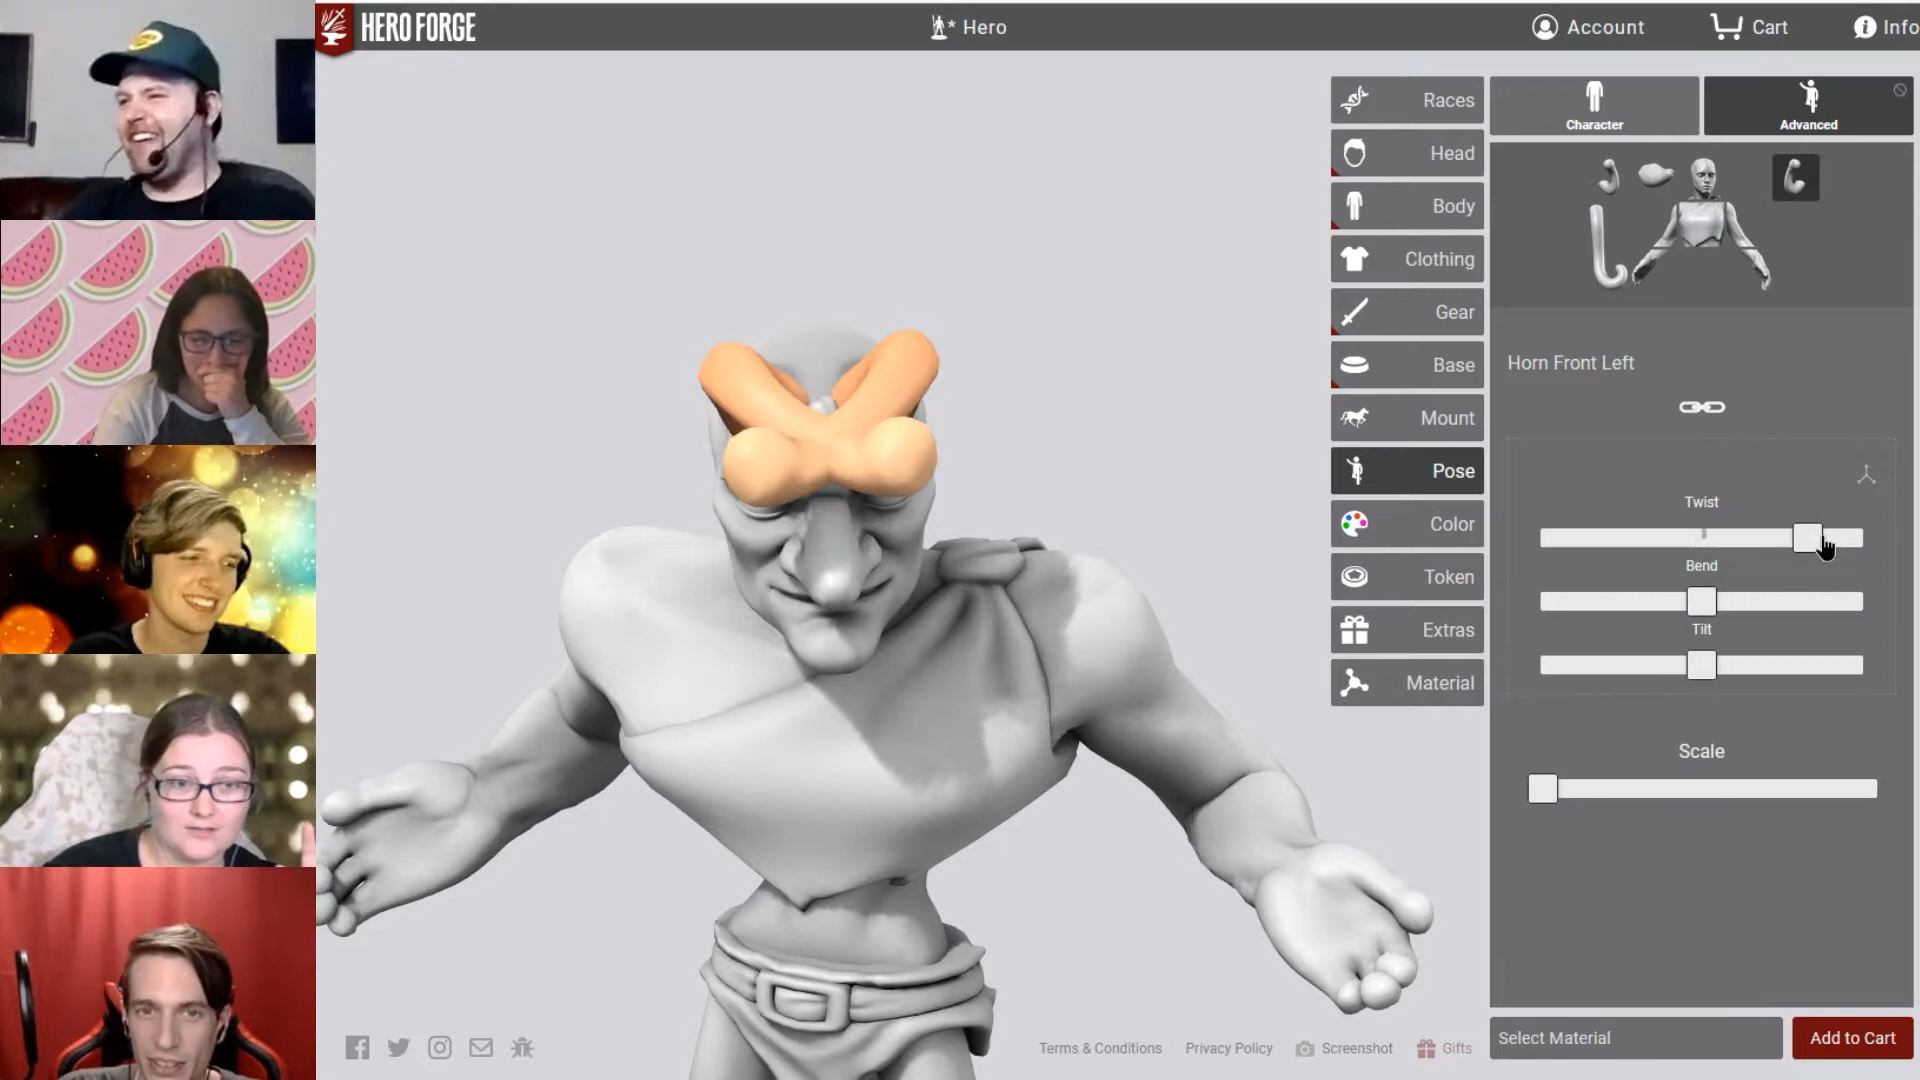 HERO FORGE
* Hero
Account
Cart
Info
Races
Head
Body
Clothing
Gear
Base
Mount
Pose
Color
Token
Extras
Material
Character
Advanced
Horn Front Left
Twist
Bend
Tilt
Scale
Select Material
Add to Cart
Terms & Conditions
Privacy Policy
Screenshot
Gifts